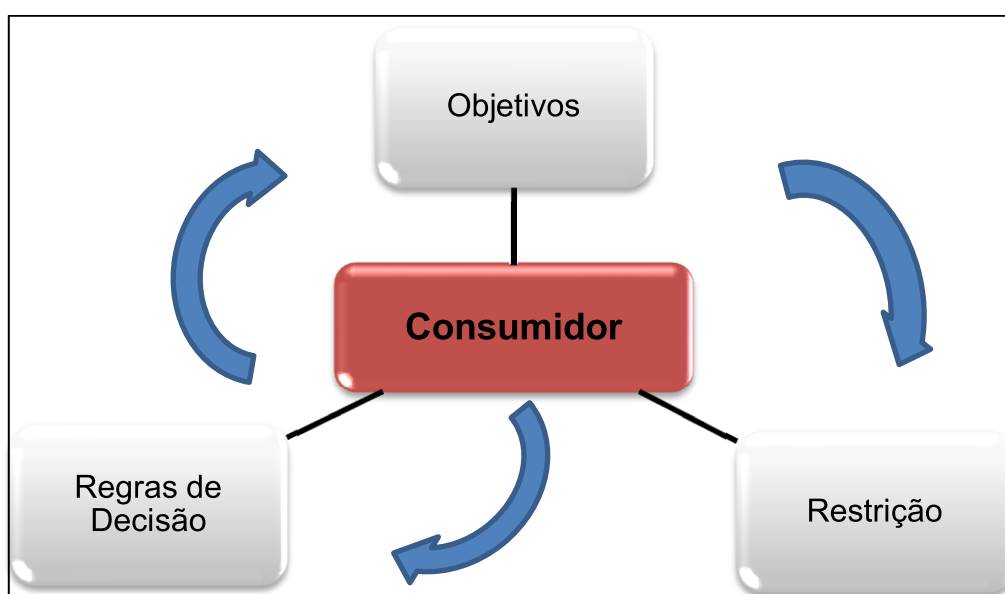 Objetivos
Consumidor
Regras de
Decisão
Restrição